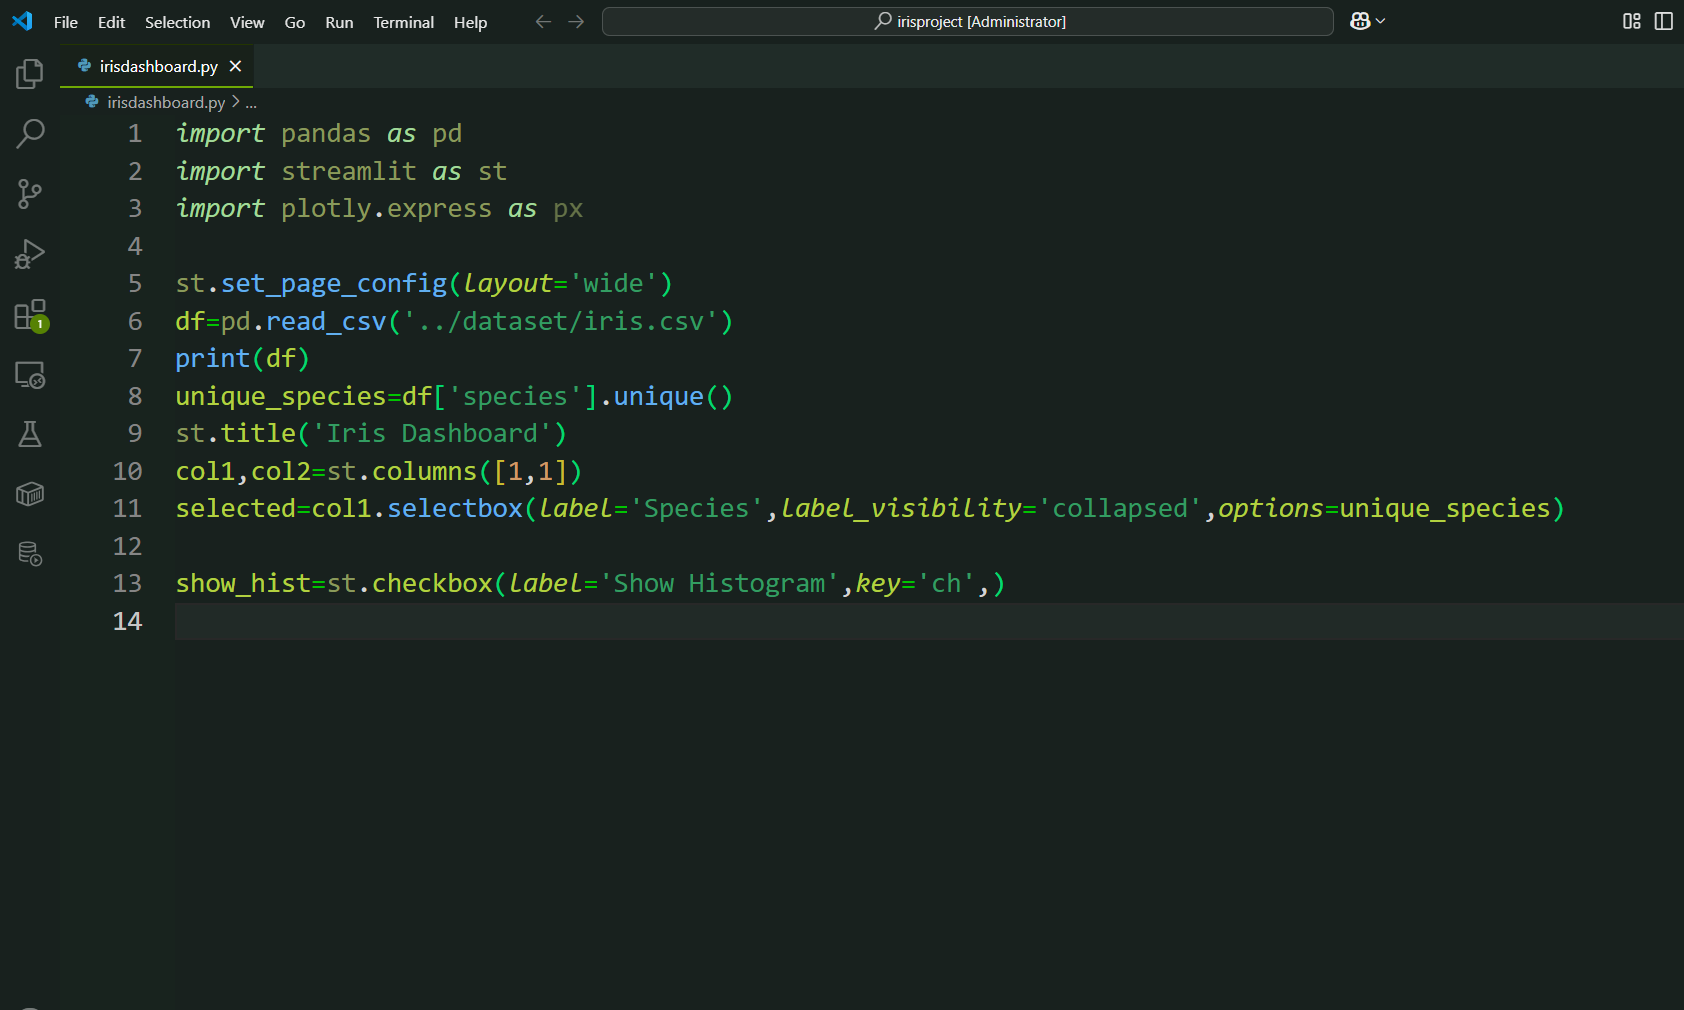 File Edit Selection View Go Run Terminal Help
irisproject [Administrator]
irisdashboard.py
irisdashboard.py > ...
1 import pandas as pd
2 import streamlit as st
3 import plotly.express as px
4
5 st.set_page_config(layout='wide')
6 df=pd.read_csv('../dataset/iris.csv')
7 print(df)
8 unique_species=df['species'].unique()
9 st.title('Iris Dashboard')
10 col1,col2=st.columns([1,1])
11 selected=col1.selectbox(label='Species',label_visibility='collapsed',options=unique_species)
12
13 show_hist=st.checkbox(label='Show Histogram',key='ch',)
14
1